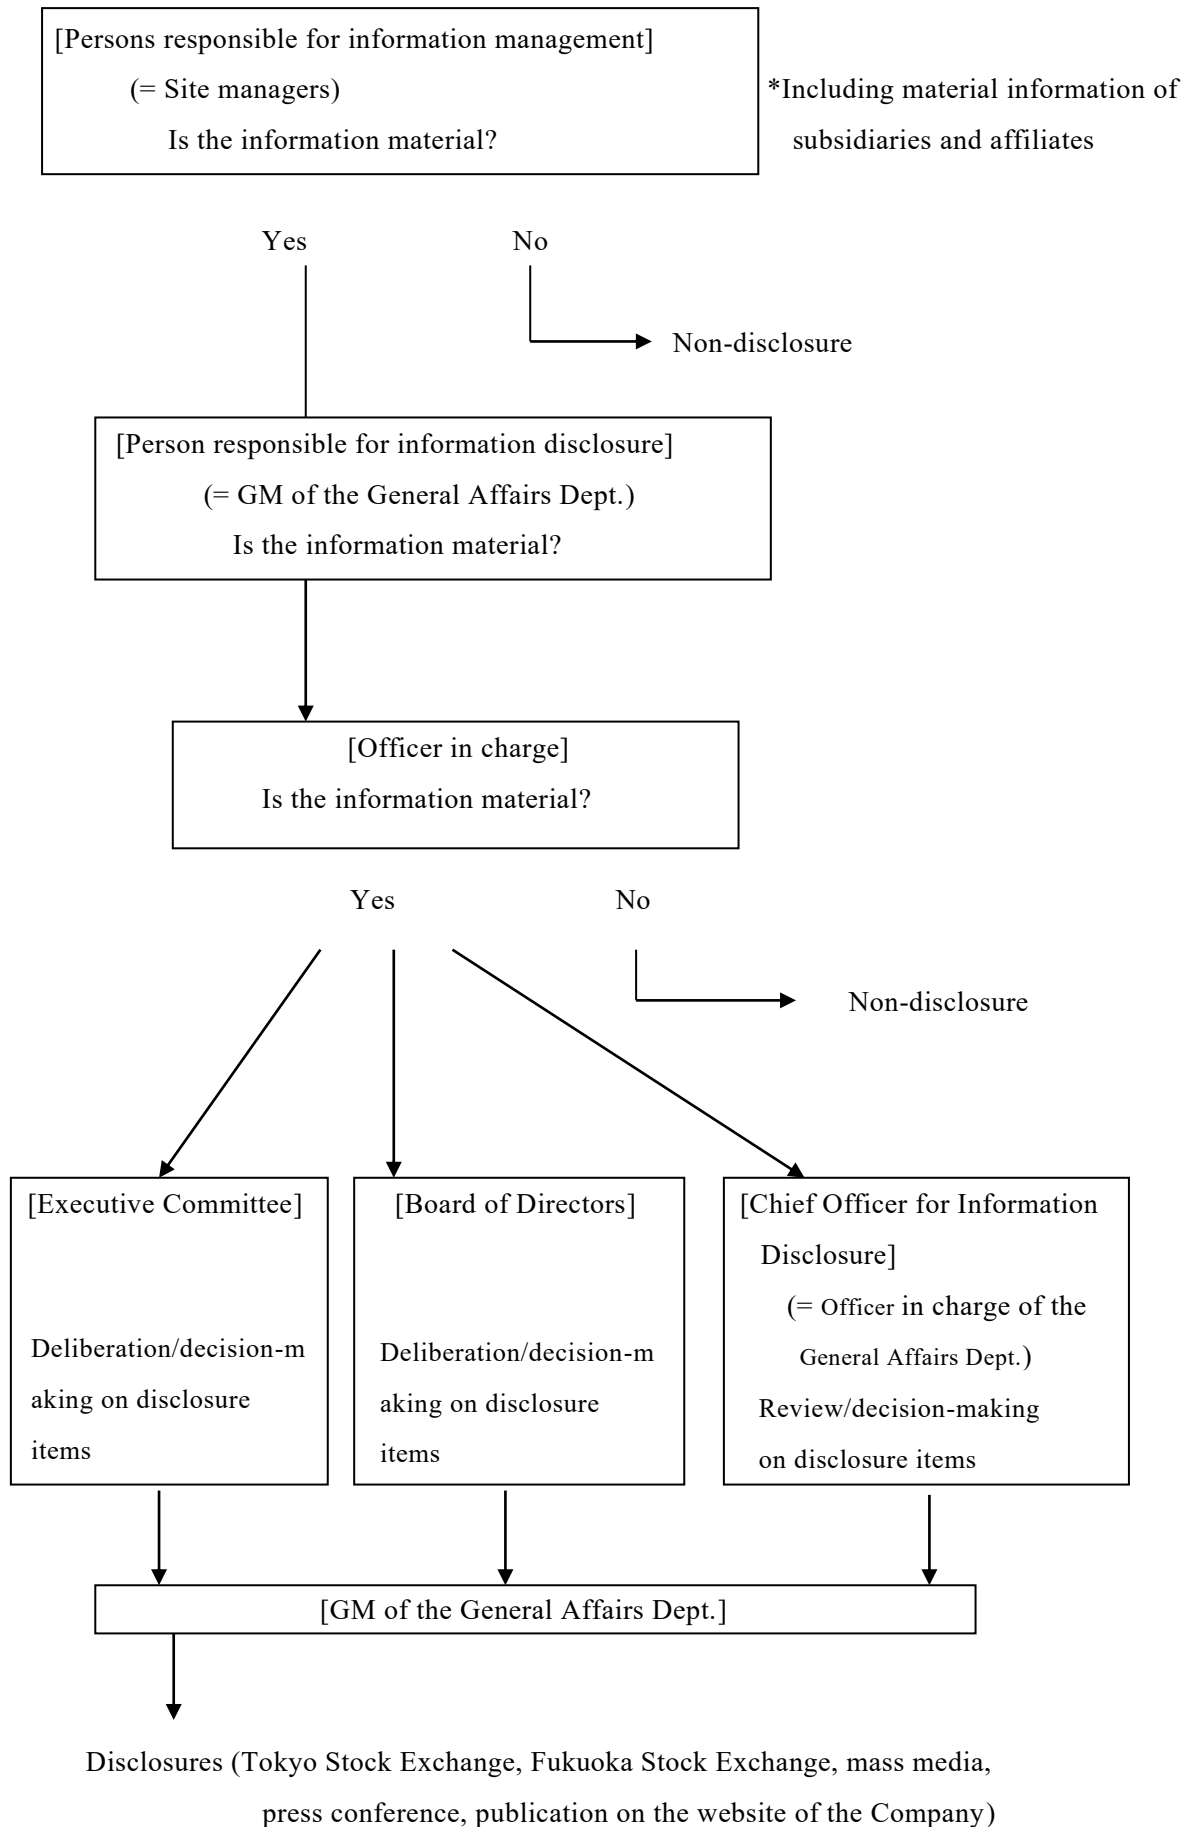 [Persons responsible for information management]
(= Site managers)
Is the information material?
*Including material information of
subsidiaries and affiliates
Yes
No
Non-disclosure
[Person responsible for information disclosure]
(= GM of the General Affairs Dept.)
Is the information material?
[Officer in charge]
Is the information material?
Yes
No
Non-disclosure
[Executive Committee]
Deliberation/decision-m
aking on disclosure
items
[Board of Directors]
Deliberation/decision-m
aking on disclosure
items
[Chief Officer for Information
Disclosure]
(= Officer in charge of the
General Affairs Dept.)
Review/decision-making
on disclosure items
[GM of the General Affairs Dept.]
Disclosures (Tokyo Stock Exchange, Fukuoka Stock Exchange, mass media,
press conference, publication on the website of the Company)